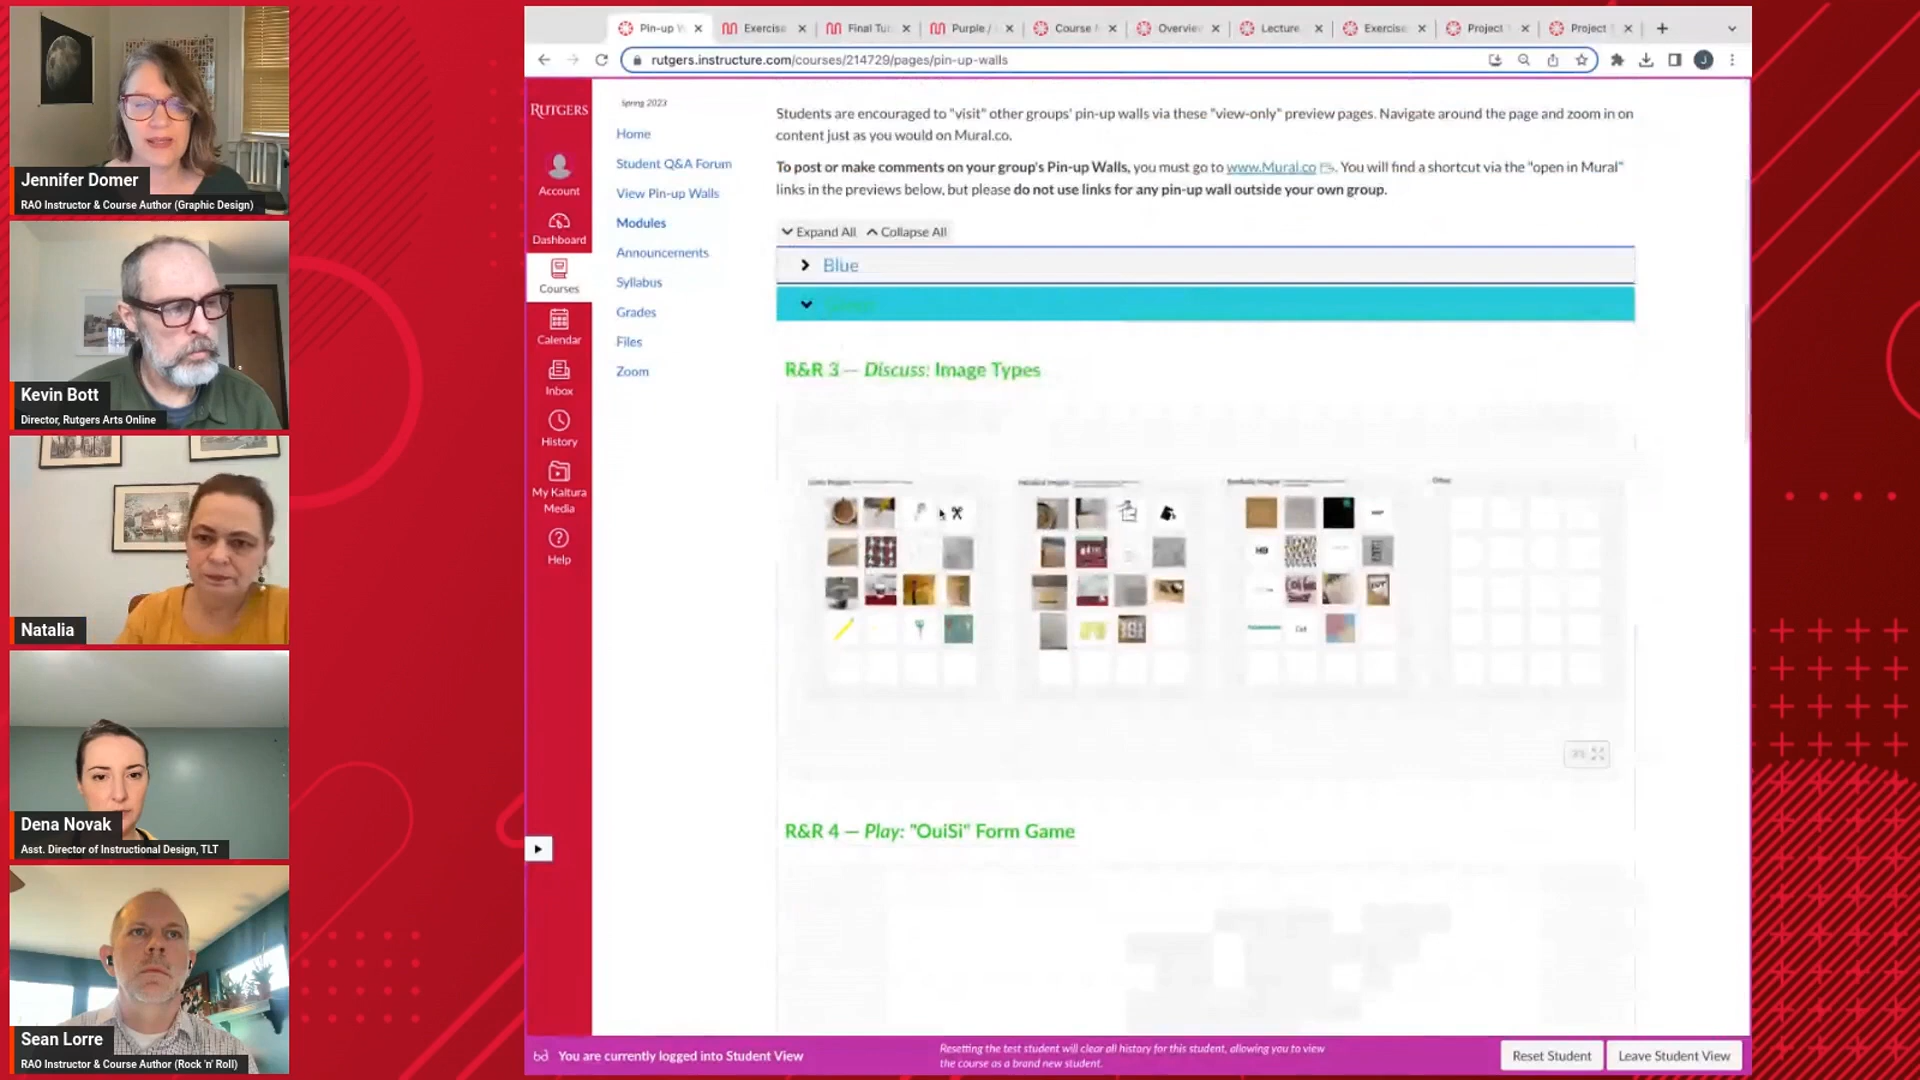 Jennifer Domer
RAO Instructor & Course Author (Graphic Design)
Kevin Bott
Director, Rutgers Arts Online
Natalia
Dena Novak
Asst. Director of Instructional Design, TLT
Sean Lorre
RAO Instructor & Course Author (Rock 'n' Roll)
Pin-up W
Exercise
Final Tu
Purple /
Course
Overview
Lecture
Exercise
Project
Project
rutgers.instructure.com/courses/214729/pages/pin-up-walls
J
RUTGERS
Account
Dashboard
Courses
Calendar
Inbox
History
My Kaltura
Media
Help
Spring 2023
Home
Student Q&A Forum
View Pin-up Walls
Modules
Announcements
Syllabus
Grades
Files
Zoom
Students are encouraged to "visit" other groups' pin-up walls via these "view-only" preview pages. Navigate around the page and zoom in on
content just as you would on Mural.co.
To post or make comments on your group's Pin-up Walls, you must go to www.Mural.co. You will find a shortcut via the "open in Mural"
links in the previews below, but please do not use links for any pin-up wall outside your own group.
Expand All Collapse All
Blue
R&R 3 — Discuss: Image Types
R&R 4 — Play: "OuiSi" Form Game
You are currently logged into Student View
Resetting the test student will clear all history for this student, allowing you to view
the course as a brand new student.
Reset Student
Leave Student View